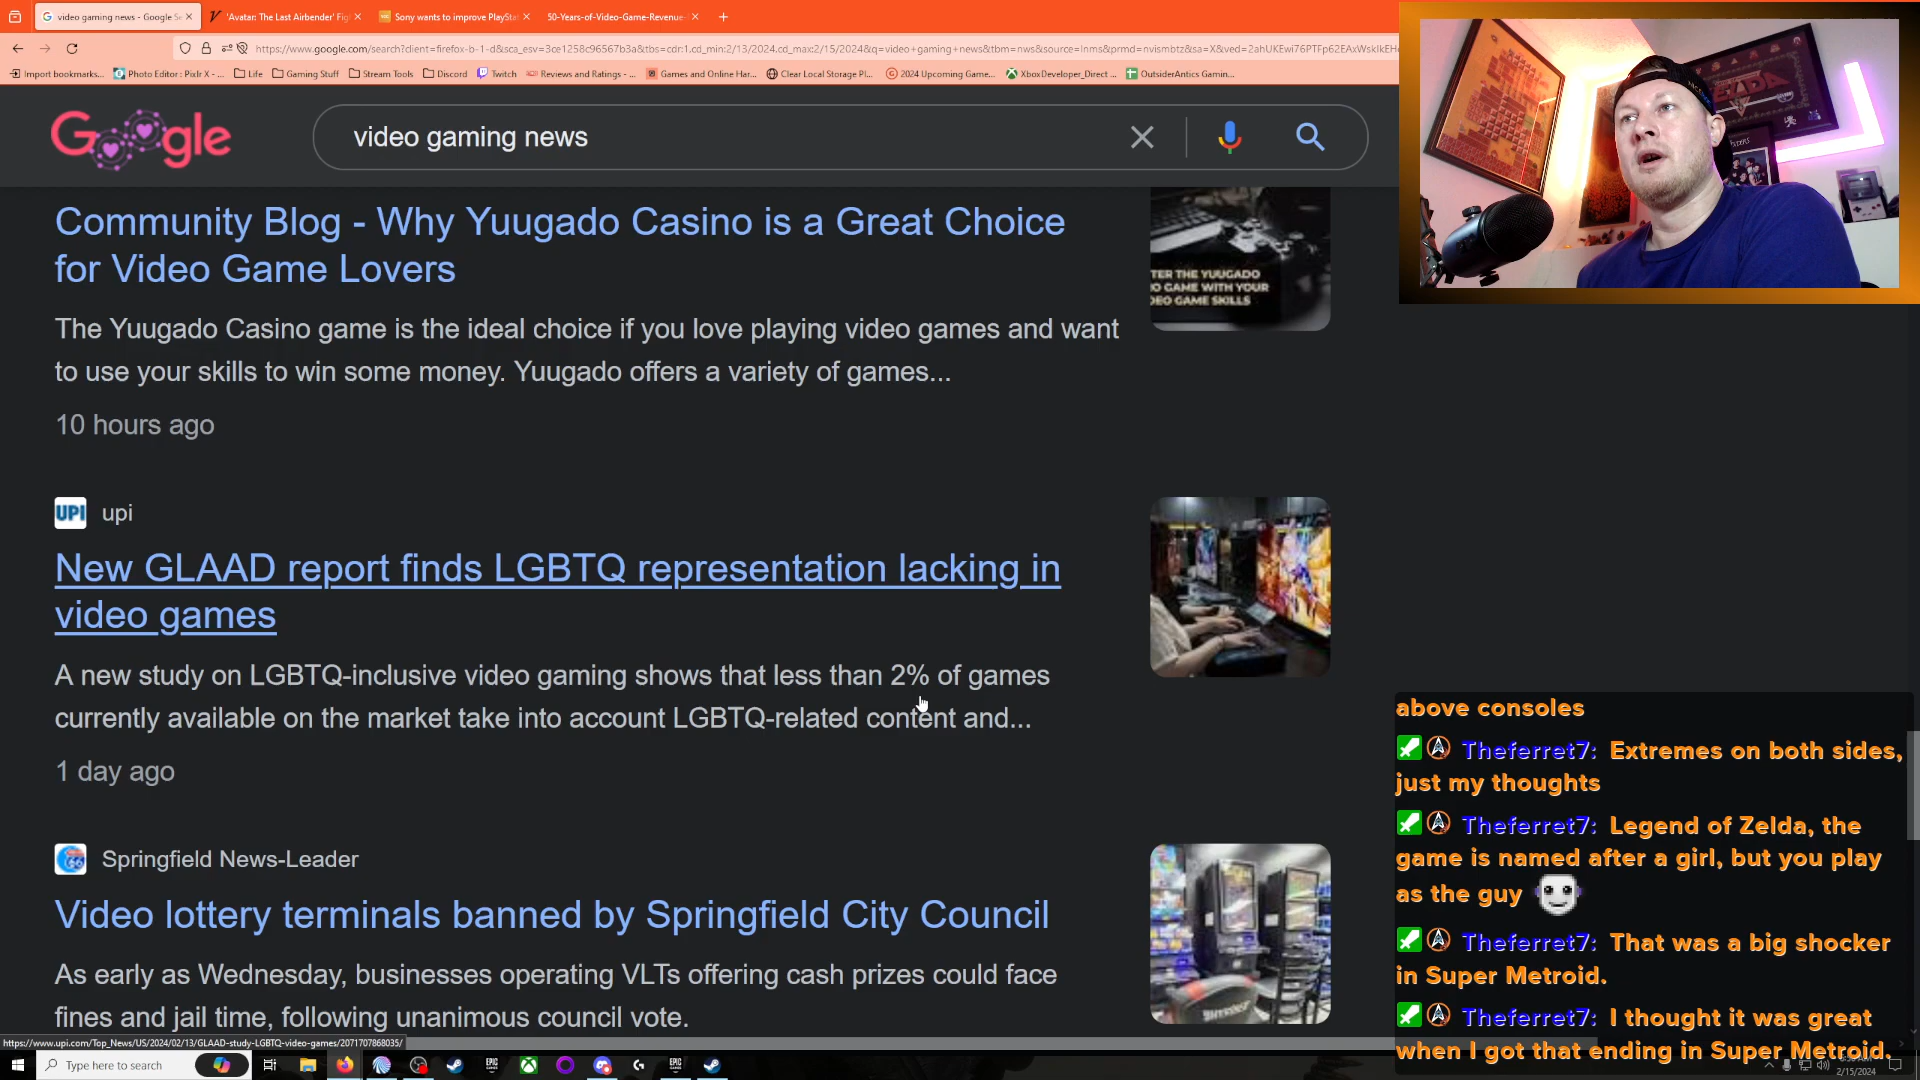 video gaming news - Google Se
'Avatar: The Last Airbender' Fig
Sony wants to improve PlaySta
50-Years-of-Video-Game-Revenue-
Import bookmarks...
Photo Editor : Pixlr X - ...
Life
Gaming Stuff
Stream Tools
Discord
Twitch
Reviews and Ratings - ...
Games and Online Har...
Clear Local Storage Pl...
2024 Upcoming Game...
XboxDeveloper_Direct ...
OutsiderAntics Gamin...
Google
video gaming news
Community Blog - Why Yuugado Casino is a Great Choice
for Video Game Lovers
The Yuugado Casino game is the ideal choice if you love playing video games and want
to use your skills to win some money. Yuugado offers a variety of games...
10 hours ago
TER THE YUUGADO
O GAME WITH YOUR
DEO GAME SKILLS
UPI
upi
New GLAAD report finds LGBTQ representation lacking in
video games
A new study on LGBTQ-inclusive video gaming shows that less than 2% of games
currently available on the market take into account LGBTQ-related content and...
1 day ago
Springfield News-Leader
Video lottery terminals banned by Springfield City Council
As early as Wednesday, businesses operating VLTs offering cash prizes could face
fines and jail time, following unanimous council vote.
https://www.upi.com/Top_News/US/2024/02/13/GLAAD-study-LGBTQ-video-games/2071707868035/
Type here to search
2/15/2024
ZELDA
above consoles
Theferret7: Extremes on both sides,
just my thoughts
Theferret7: Legend of Zelda, the
game is named after a girl, but you play
as the guy
Theferret7: That was a big shocker
in Super Metroid.
Theferret7: I thought it was great
when I got that ending in Super Metroid.